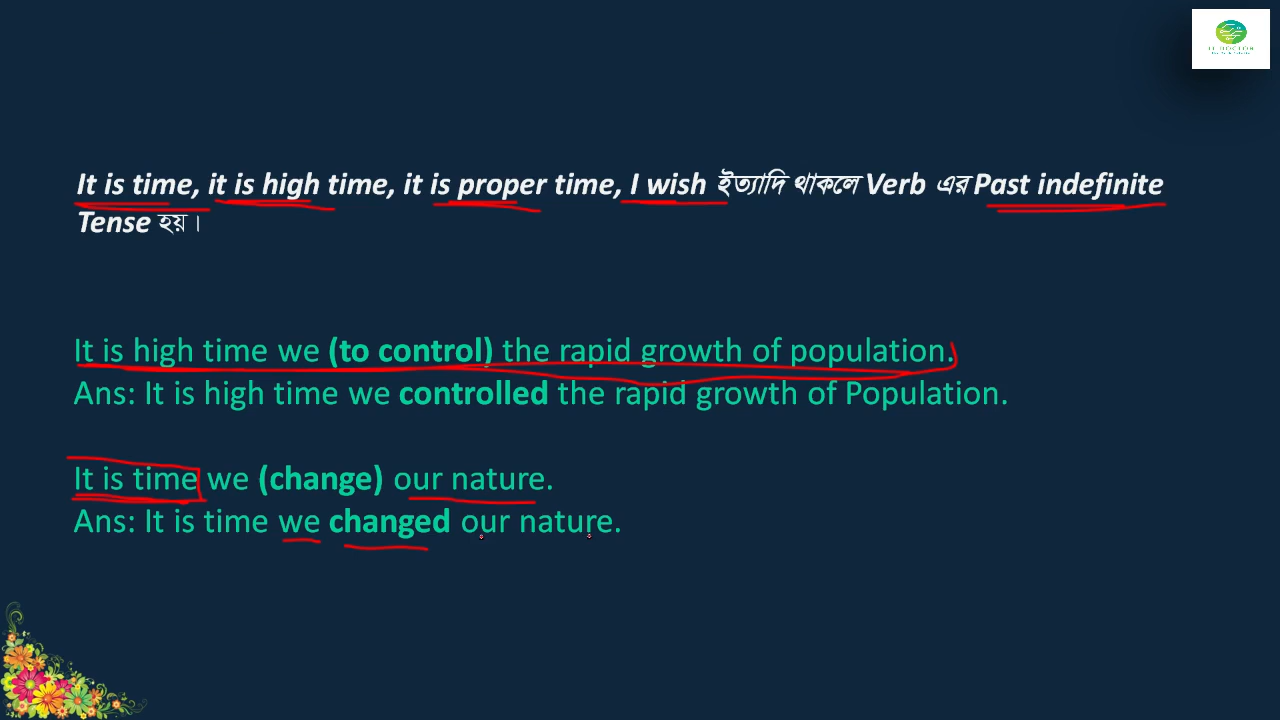 It is time, it is high time, it is proper time, I wish ইত্যাদি থাকলে Verb এর Past indefinite
Tense হয়।
It is high time we (to control) the rapid growth of population.
Ans: It is high time we controlled the rapid growth of Population.
It is time we (change) our nature.
Ans: It is time we changed our nature.